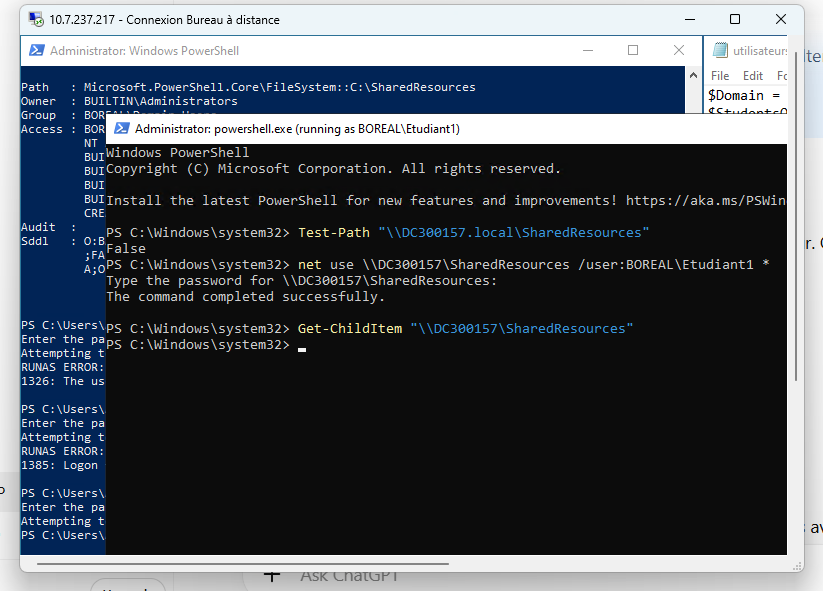 10.7.237.217 - Connexion Bureau à distance
Administrator: Windows PowerShell
utilisateurs
File Edit
$Domain =
Path : Microsoft.PowerShell.Core\FileSystem::C:\SharedResources
Owner : BUILTIN\Administrators
Group :
Access : BOR
NT
BUI
BUI
BUI
BUI
CRE
Audit :
Sddl : O:B
;FA
A;O
PS C:\Users\
Enter the pa
Attempting t
RUNAS ERROR:
1326: The us
PS C:\Users\
Enter the pa
Attempting t
RUNAS ERROR:
1385: Logon
PS C:\Users\
Enter the pa
Attempting t
PS C:\Users\
Administrator: powershell.exe (running as BOREAL\Etudiant1)
Windows PowerShell
Copyright (C) Microsoft Corporation. All rights reserved.
Install the latest PowerShell for new features and improvements! https://aka.ms/PSWin
PS C:\Windows\system32> Test-Path "\\DC300157.local\SharedResources"
False
PS C:\Windows\system32> net use \\DC300157\SharedResources /user:BOREAL\Etudiant1 *
Type the password for \\DC300157\SharedResources:
The command completed successfully.
PS C:\Windows\system32> Get-ChildItem "\\DC300157\SharedResources"
PS C:\Windows\system32>
Ask ChatGPT